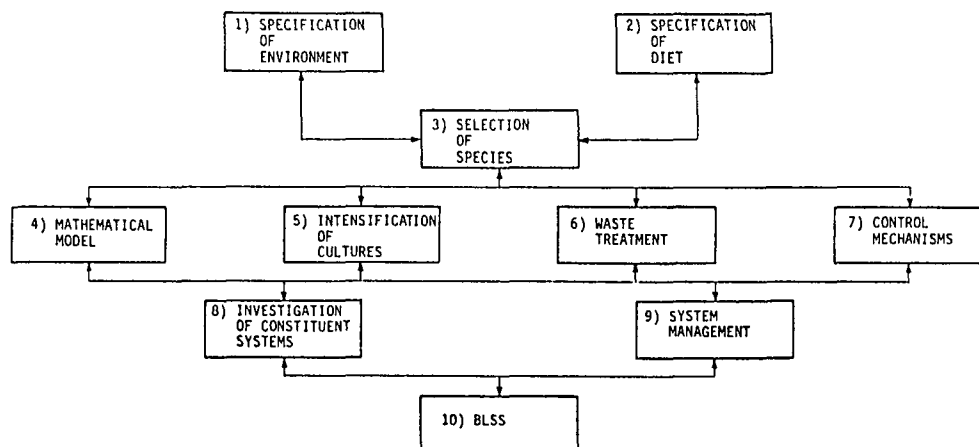 1) SPECIFICATION
OF
ENVIRONMENT
2) SPECIFICATION
OF
DIET
3) SELECTION
OF
SPECIES
4) MATHEMATICAL
MODEL
5) INTENSIFICATION
OF
CULTURES
6) WASTE
TREATMENT
7) CONTROL
MECHANISMS
8) INVESTIGATION
OF CONSTITUENT
SYSTEMS
9) SYSTEM
MANAGEMENT
10) BLSS